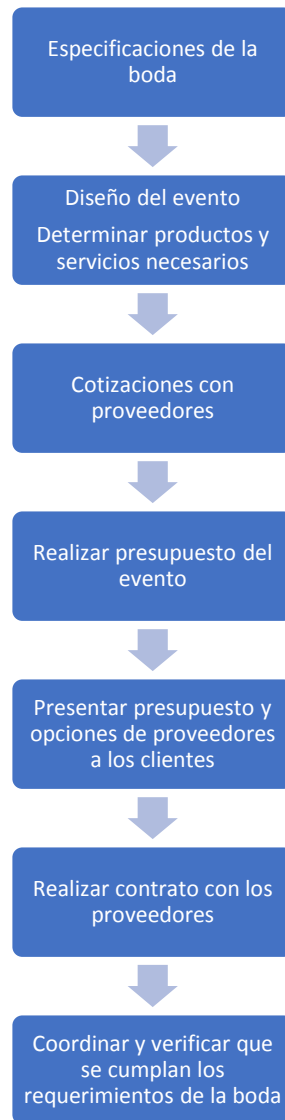 Especificaciones de la
boda
Diseño del evento
Determinar productos y
servicios necesarios
Cotizaciones con
proveedores
Realizar presupuesto del
evento
Presentar presupuesto y
opciones de proveedores
a los clientes
Realizar contrato con los
proveedores
Coordinar y verificar que
se cumplan los
requerimientos de la boda